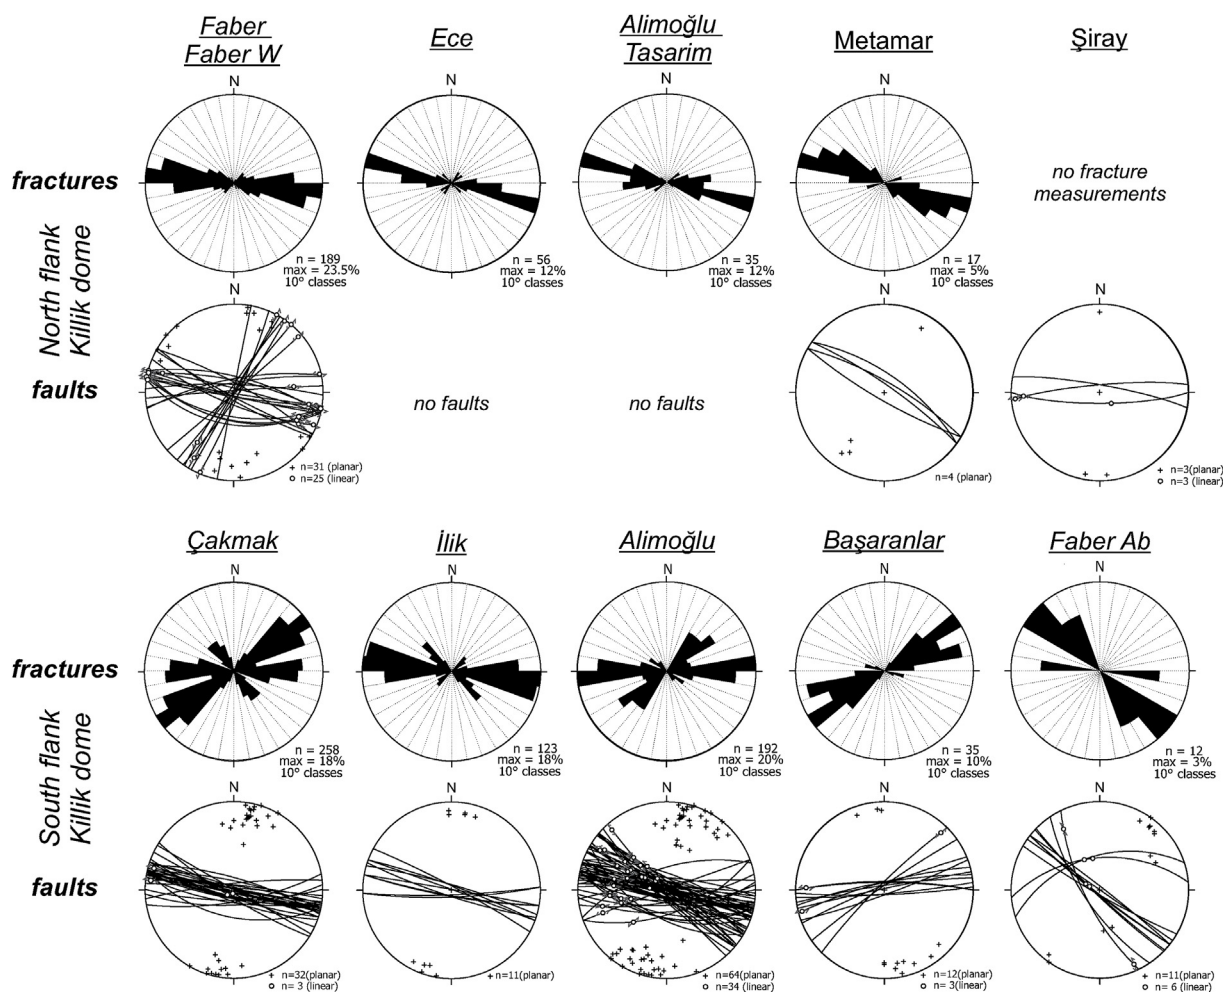 Faber
Faber W
Ece
Alimoğlu
Tasarim
Metamar
Şiray
N
N
N
N
fractures
no fracture
measurements
North flank
Killik dome
n = 189
max = 23.5%
10° classes
n = 56
max = 12%
10° classes
n = 35
max = 12%
10° classes
n = 17
max = 5%
10° classes
N
N
N
faults
no faults
no faults
n=31 (planar)
n=25 (linear)
n=4 (planar)
n=3(planar)
n=3 (linear)
Çakmak
İlik
Alimoğlu
Başaranlar
Faber Ab
N
N
N
N
N
fractures
South flank
Killik dome
n = 258
max = 18%
10° classes
n = 123
max = 18%
10° classes
n = 192
max = 20%
10° classes
n = 35
max = 10%
10° classes
n = 12
max = 3%
10° classes
N
N
N
N
N
faults
n=32(planar)
n= 3 (linear)
n=11(planar)
n=64(planar)
n=34 (linear)
n=12(planar)
n= 3(linear)
n=11(planar)
n= 6 (linear)